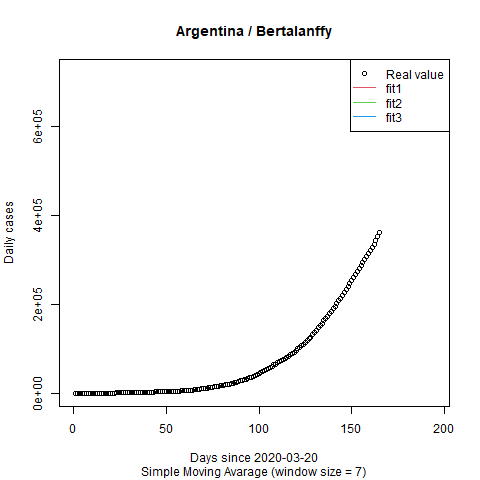 Argentina / Bertalanffy
Real value
fit1
fit2
fit3
Daily cases
6e+05
4e+05
2e+05
0e+00
0 50 100 150 200
Days since 2020-03-20
Simple Moving Avarage (window size = 7)